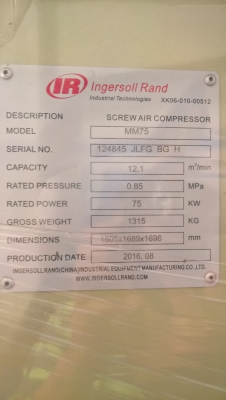 IR Ingersoll Rand
Industrial Technologies XK06-010-00512
DESCRIPTION SCREW AIR COMPRESSOR
MODEL MM75
SERIAL NO. 124845 JLFG BG H
CAPACITY 12.1 m³/min
RATED PRESSURE 0.85 MPa
RATED POWER 75 KW
GROSS WEIGHT 1315 KG
DIMENSIONS 1605x1689x1696 mm
PRODUCTION DATE 2016.08
INGERSOLLRAND(CHINA)INDUSTRIAL EQUIPMENT MANUFACTURING CO.,LTD.
WWW.INGERSOLLRAND.COM